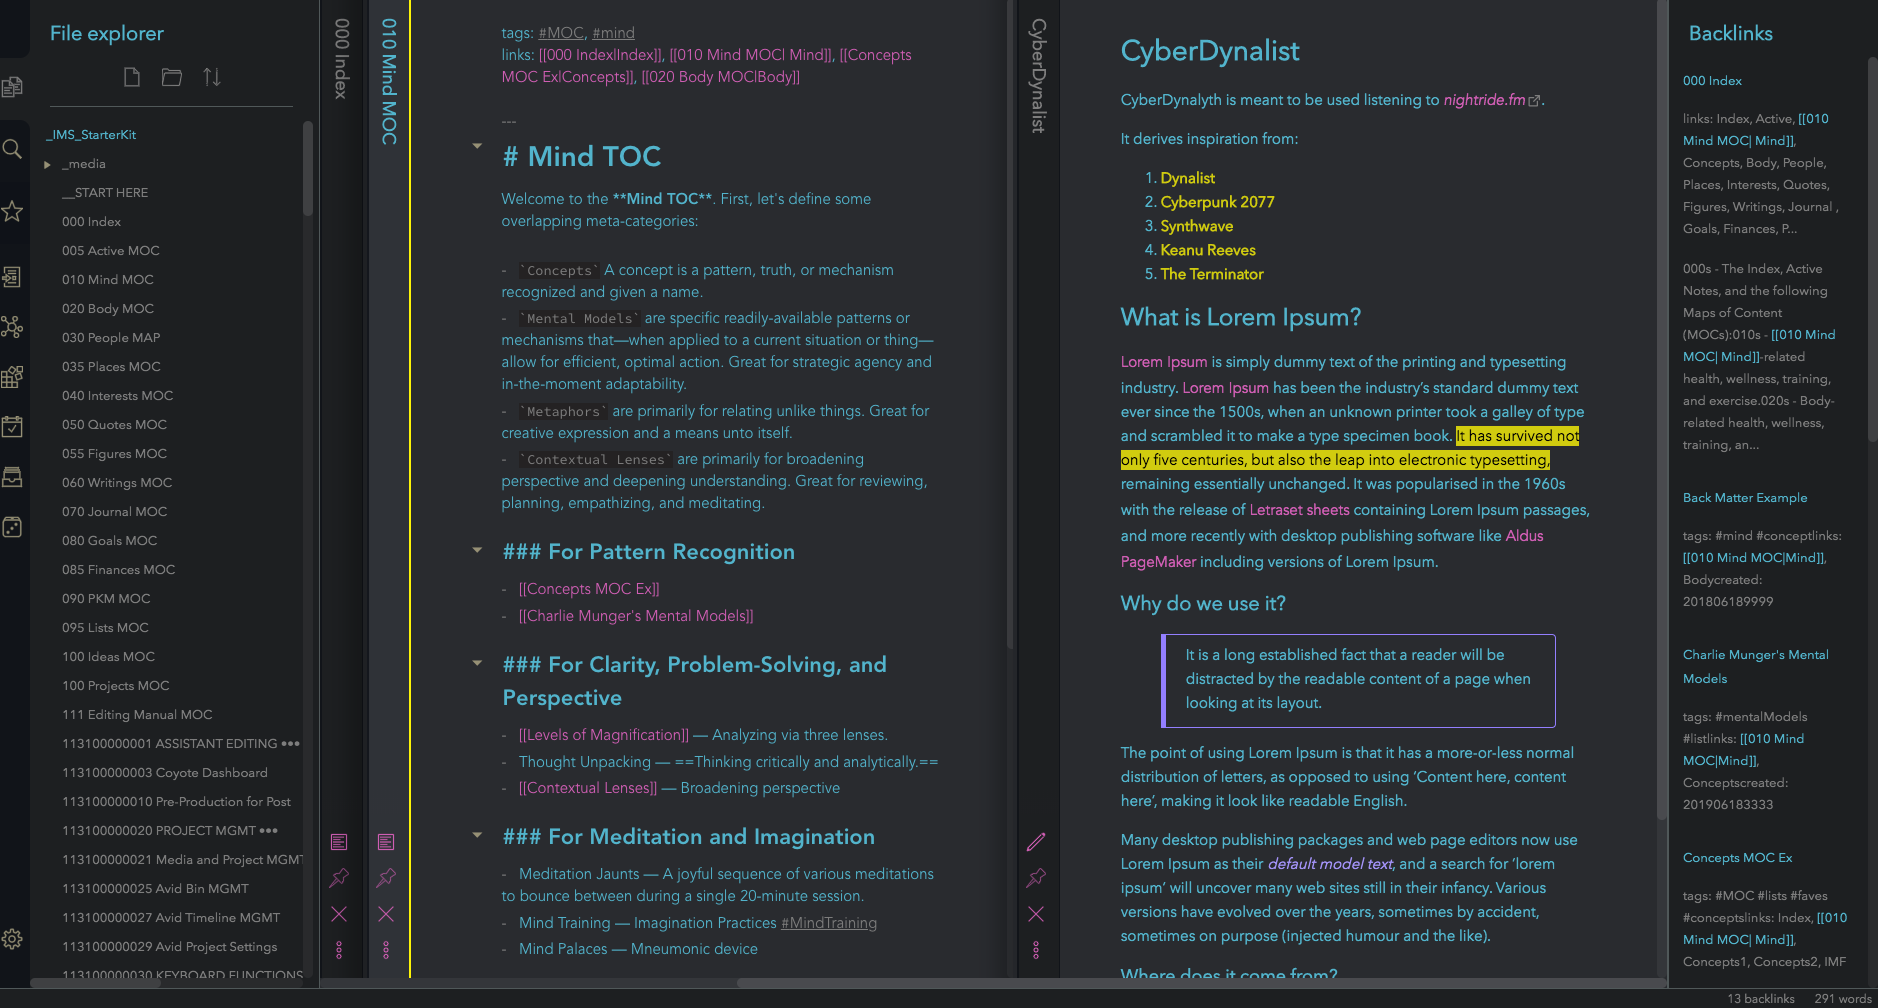 File explorer
_IMS_StarterKit
_media
__START HERE
000 Index
005 Active MOC
010 Mind MOC
020 Body MOC
030 People MAP
035 Places MOC
040 Interests MOC
050 Quotes MOC
055 Figures MOC
060 Writings MOC
070 Journal MOC
080 Goals MOC
085 Finances MOC
090 PKM MOC
095 Lists MOC
100 Ideas MOC
100 Projects MOC
111 Editing Manual MOC
113100000001 ASSISTANT EDITING •••
113100000003 Coyote Dashboard
113100000010 Pre-Production for Post
113100000020 PROJECT MGMT •••
113100000021 Media and Project MGMT
113100000025 Avid Bin MGMT
113100000027 Avid Timeline MGMT
113100000029 Avid Project Settings
113100000030 KEYBOARD FUNCTIONS
000 Index
010 Mind MOC
tags: #MOC, #mind
links: [[000 Index|Index]], [[010 Mind MOC| Mind]], [[Concepts
MOC Ex|Concepts]], [[020 Body MOC|Body]]
---
# Mind TOC
Welcome to the **Mind TOC**. First, let's define some
overlapping meta-categories:
- `Concepts` A concept is a pattern, truth, or mechanism
recognized and given a name.
- `Mental Models` are specific readily-available patterns or
mechanisms that—when applied to a current situation or thing—
allow for efficient, optimal action. Great for strategic agency and
in-the-moment adaptability.
- `Metaphors` are primarily for relating unlike things. Great for
creative expression and a means unto itself.
- `Contextual Lenses` are primarily for broadening
perspective and deepening understanding. Great for reviewing,
planning, empathizing, and meditating.
### For Pattern Recognition
- [[Concepts MOC Ex]]
- [[Charlie Munger's Mental Models]]
### For Clarity, Problem-Solving, and
Perspective
- [[Levels of Magnification]] — Analyzing via three lenses.
- Thought Unpacking — ==Thinking critically and analytically.==
- [[Contextual Lenses]] — Broadening perspective
### For Meditation and Imagination
- Meditation Jaunts — A joyful sequence of various meditations
to bounce between during a single 20-minute session.
- Mind Training — Imagination Practices #MindTraining
- Mind Palaces — Mneumonic device
CyberDynalist
CyberDynalist
CyberDynalyth is meant to be used listening to nightride.fm.
It derives inspiration from:
1. Dynalist
2. Cyberpunk 2077
3. Synthwave
4. Keanu Reeves
5. The Terminator
What is Lorem Ipsum?
Lorem Ipsum is simply dummy text of the printing and typesetting
industry. Lorem Ipsum has been the industry's standard dummy text
ever since the 1500s, when an unknown printer took a galley of type
and scrambled it to make a type specimen book. It has survived not
only five centuries, but also the leap into electronic typesetting,
remaining essentially unchanged. It was popularised in the 1960s
with the release of Letraset sheets containing Lorem Ipsum passages,
and more recently with desktop publishing software like Aldus
PageMaker including versions of Lorem Ipsum.
Why do we use it?
It is a long established fact that a reader will be
distracted by the readable content of a page when
looking at its layout.
The point of using Lorem Ipsum is that it has a more-or-less normal
distribution of letters, as opposed to using 'Content here, content
here', making it look like readable English.
Many desktop publishing packages and web page editors now use
Lorem Ipsum as their default model text, and a search for 'lorem
ipsum' will uncover many web sites still in their infancy. Various
versions have evolved over the years, sometimes by accident,
sometimes on purpose (injected humour and the like).
Where does it come from?
Backlinks
000 Index
links: Index, Active, [[010
Mind MOC| Mind]],
Concepts, Body, People,
Places, Interests, Quotes,
Figures, Writings, Journal ,
Goals, Finances, P...
000s - The Index, Active
Notes, and the following
Maps of Content
(MOCs):010s - [[010 Mind
MOC| Mind]]-related
health, wellness, training,
and exercise.020s - Body-
related health, wellness,
training, an...
Back Matter Example
tags: #mind #conceptlinks:
[[010 Mind MOC|Mind]],
Bodycreated:
201806189999
Charlie Munger's Mental
Models
tags: #mentalModels
#listlinks: [[010 Mind
MOC|Mind]],
Conceptscreated:
201906183333
Concepts MOC Ex
tags: #MOC #lists #faves
#conceptslinks: Index, [[010
Mind MOC| Mind]],
Concepts1, Concepts2, IMF
13 backlinks 291 words